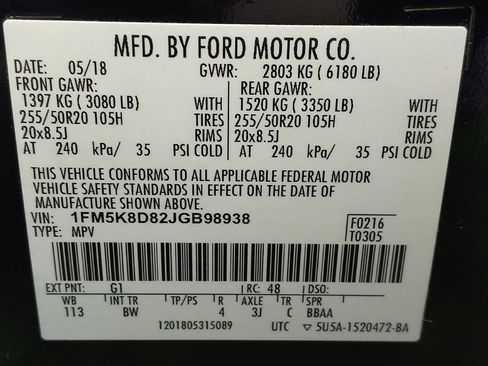 MFD. BY FORD MOTOR CO.
DATE: 05/18 GVWR: 2803 KG ( 6180 LB)
FRONT GAWR: REAR GAWR:
1397 KG ( 3080 LB) WITH 1520 KG ( 3350 LB) WITH
255/50R20 105H TIRES 255/50R20 105H TIRES
20x8.5J RIMS 20x8.5J RIMS
AT 240 kPa/ 35 PSI COLD AT 240 kPa/ 35 PSI COLD
THIS VEHICLE CONFORMS TO ALL APPLICABLE FEDERAL MOTOR
VEHICLE SAFETY STANDARDS IN EFFECT ON THE DATE OF
MANUFACTURE SHOWN ABOVE.
VIN: 1FM5K8D82JGB98938 F0216
TYPE: MPV T0305
EXT PNT: G1 RC: 48 DSO:
WB INT TR TP/PS R AXLE TR SPR
113 BW 4 3J C BBAA
1201805315089 UTC 5U5A-1520472-BA